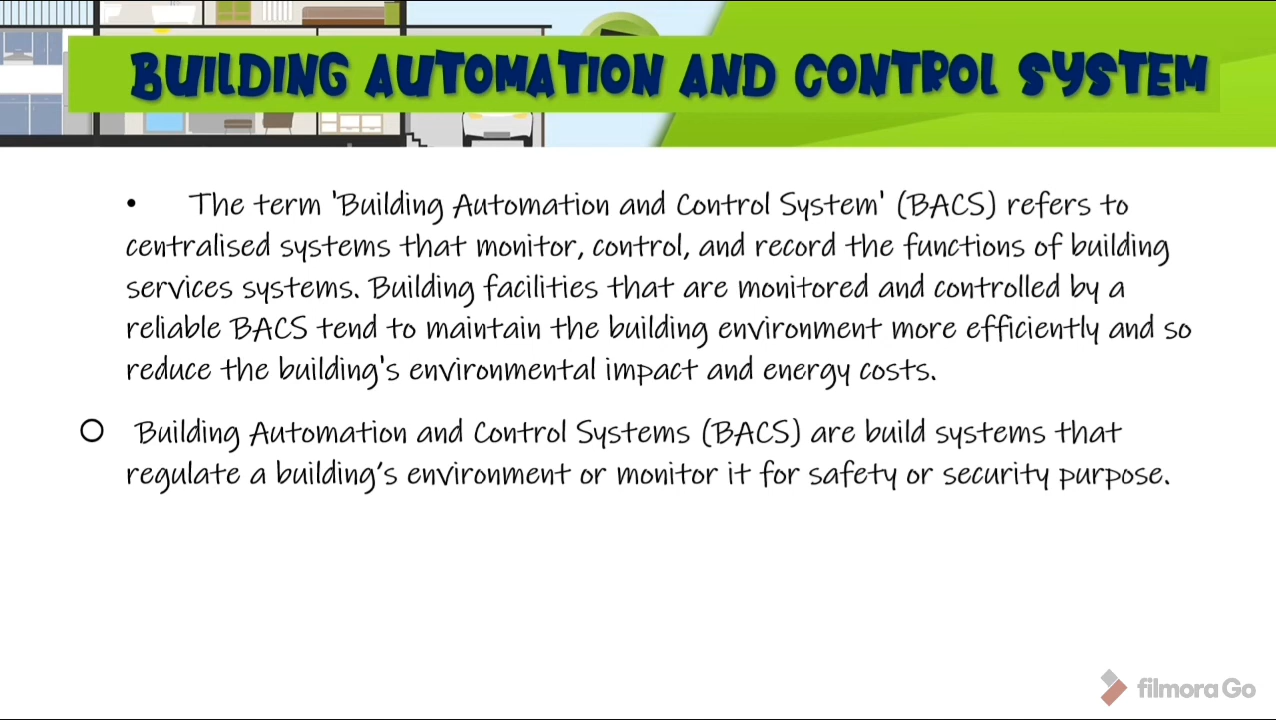 BUILDING AUTOMATION AND CONTROL SYSTEM
• The term 'Building Automation and Control System' (BACS) refers to
centralised systems that monitor, control, and record the functions of building
services systems. Building facilities that are monitored and controlled by a
reliable BACS tend to maintain the building environment more efficiently and so
reduce the building's environmental impact and energy costs.
○ Building Automation and Control Systems (BACS) are build systems that
regulate a building’s environment or monitor it for safety or security purpose.
filmoraGo